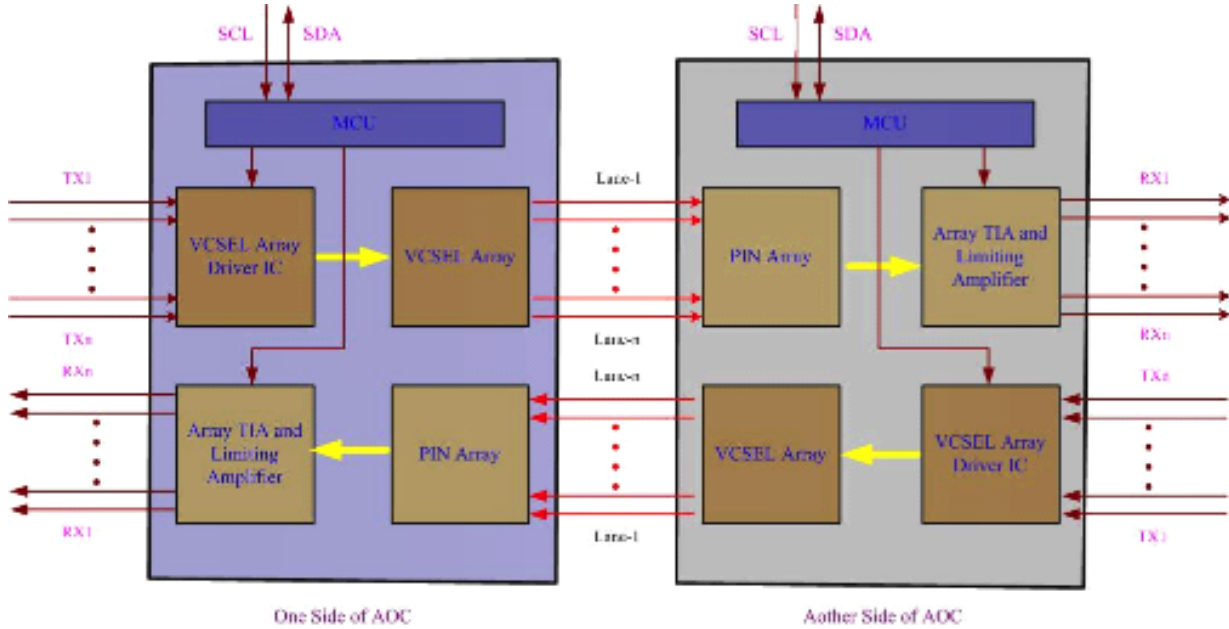 SCL SDA SCL SDA
MCU MCU
TX1 Lane-1 RX1
VCSEL Array
Driver IC
VCSEL Array
PIN Array
Array TIA and
Limiting
Amplifier
TXn Lane-n RXn
RXn Lane-n TXn
Array TIA and
Limiting
Amplifier
PIN Array
VCSEL Array
VCSEL Array
Driver IC
RX1 Lane-1 TX1
One Side of AOC Aother Side of AOC